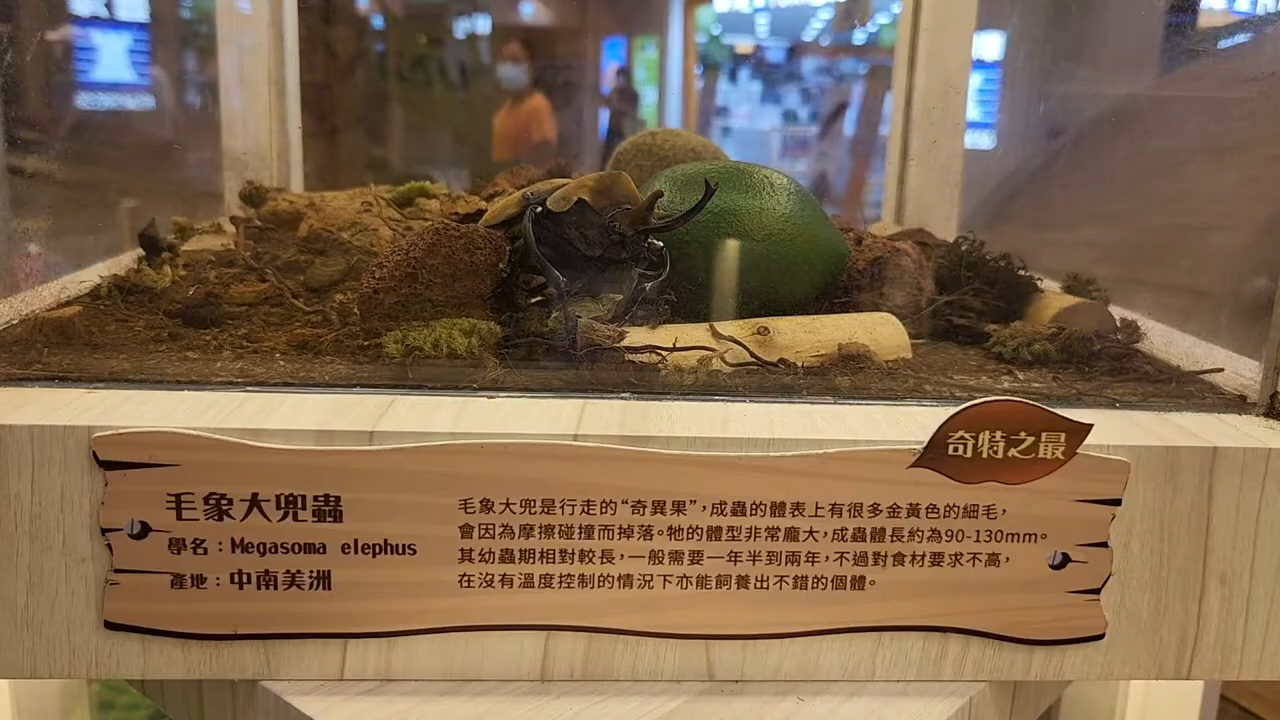 奇特之最
毛象大兜蟲
學名：Megasoma elephus
產地：中南美洲
毛象大兜是行走的“奇異果”，成蟲的體表上有很多金黃色的細毛，
會因為摩擦碰撞而掉落。牠的體型非常龐大，成蟲體長約為90-130mm。
其幼蟲期相對較長，一般需要一年半到兩年，不過對食材要求不高，
在沒有溫度控制的情況下亦能飼養出不錯的個體。